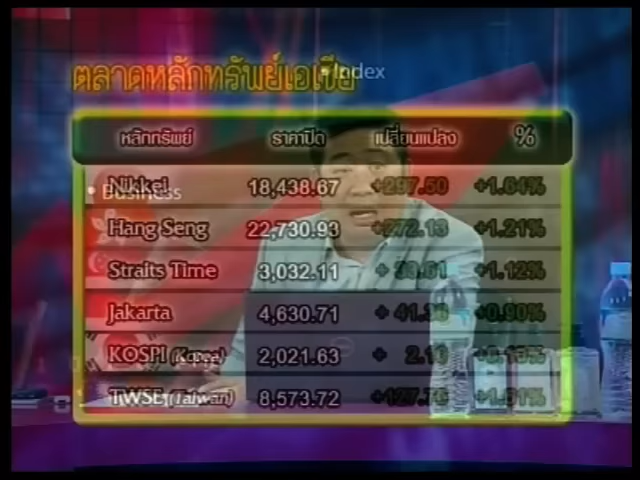 ตลาดหลักทรัพย์เอเชีย
• Index
หลักทรัพย์ ราคาปิด เปลี่ยนแปลง %
Nikkei 18,438.67 +297.50 +1.64%
• Business
Hang Seng 22,730.93 +272.13 +1.21%
Straits Time 3,032.11 + 33.61 +1.12%
Jakarta 4,630.71 +0.90%
KOSPI (Korea) 2,021.63
TWSE (Taiwan) 8,573.72 +1.51%